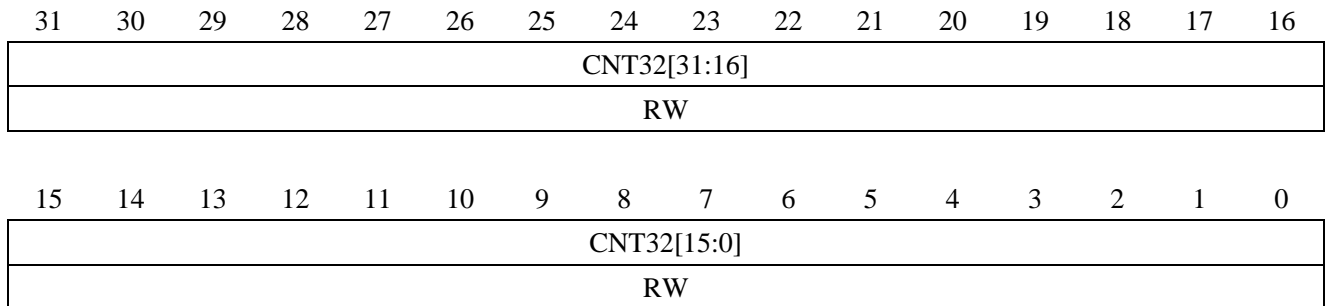 31 30 29 28 27 26 25 24 23 22 21 20 19 18 17 16
CNT32[31:16]
RW
15 14 13 12 11 10 9 8 7 6 5 4 3 2 1 0
CNT32[15:0]
RW